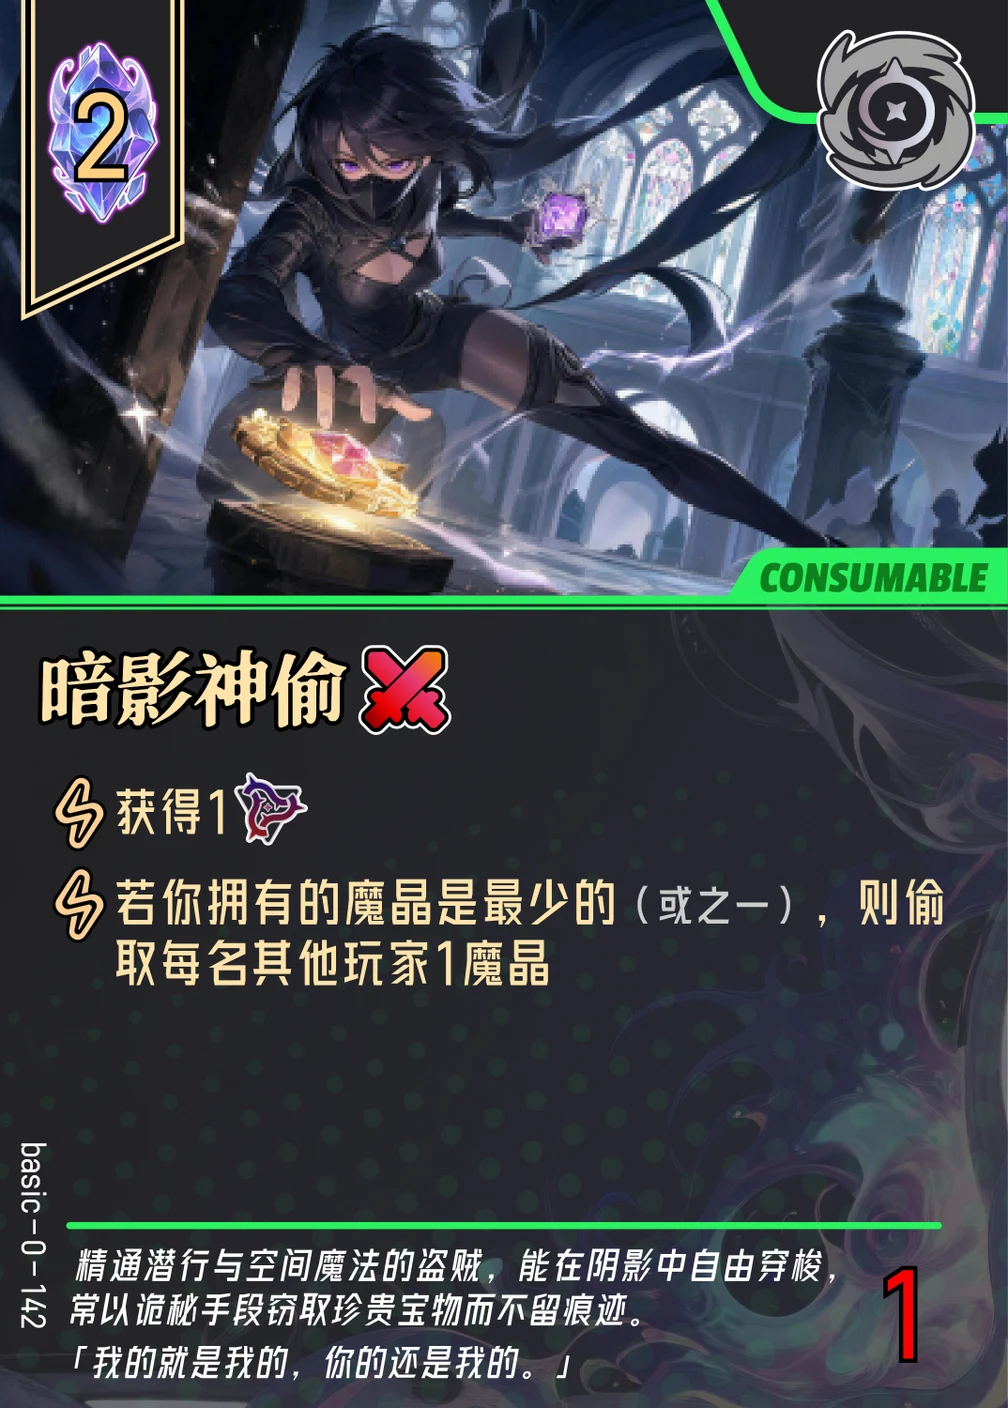 2
CONSUMABLE
暗影神偷
获得1
若你拥有的魔晶是最少的（或之一），则偷
取每名其他玩家1魔晶
basic-0-142
精通潜行与空间魔法的盗贼，能在阴影中自由穿梭，
常以诡秘手段窃取珍贵宝物而不留痕迹。
「我的就是我的，你的还是我的。」
1